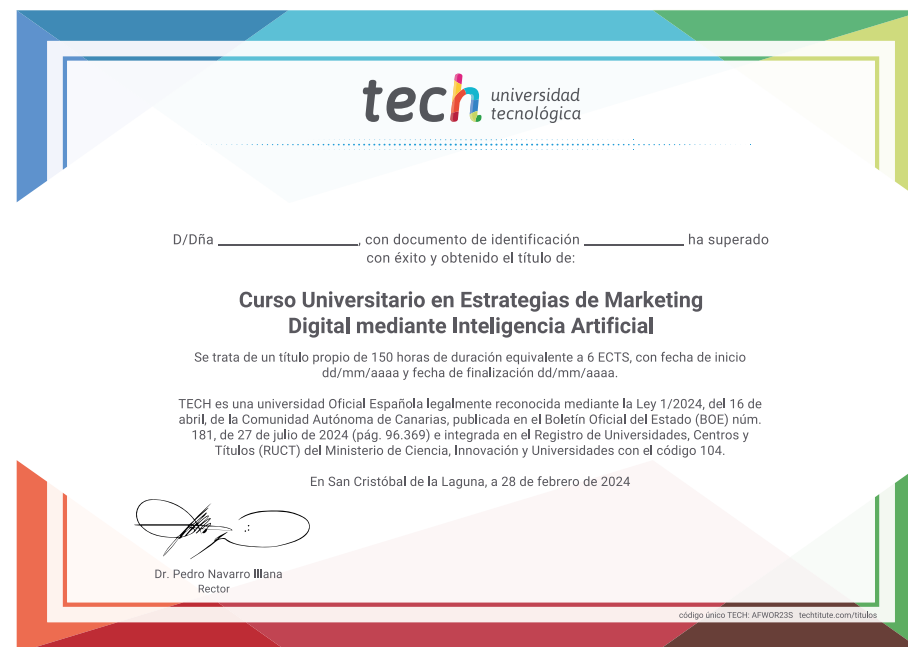 tech universidad
tecnológica
D/Dña ____________, con documento de identificación ____________ ha superado
con éxito y obtenido el título de:
Curso Universitario en Estrategias de Marketing
Digital mediante Inteligencia Artificial
Se trata de un título propio de 150 horas de duración equivalente a 6 ECTS, con fecha de inicio
dd/mm/aaaa y fecha de finalización dd/mm/aaaa.
TECH es una universidad Oficial Española legalmente reconocida mediante la Ley 1/2024, del 16 de
abril, de la Comunidad Autónoma de Canarias, publicada en el Boletín Oficial del Estado (BOE) núm.
181, de 27 de julio de 2024 (pág. 96.369) e integrada en el Registro de Universidades, Centros y
Títulos (RUCT) del Ministerio de Ciencia, Innovación y Universidades con el código 104.
En San Cristóbal de la Laguna, a 28 de febrero de 2024
Dr. Pedro Navarro Illana
Rector
código único TECH: AFWOR23S techtitute.com/titulos